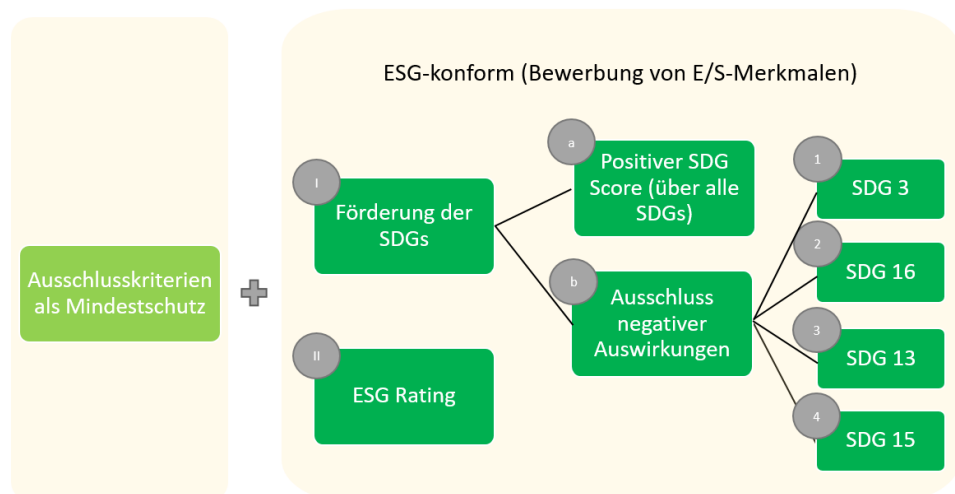 ESG-konform (Bewerbung von E/S-Merkmalen)
Ausschlusskriterien
als Mindestschutz
I
Förderung der
SDGs
II
ESG Rating
a
Positiver SDG
Score (über alle
SDGs)
b
Ausschluss
negativer
Auswirkungen
1
SDG 3
2
SDG 16
3
SDG 13
4
SDG 15